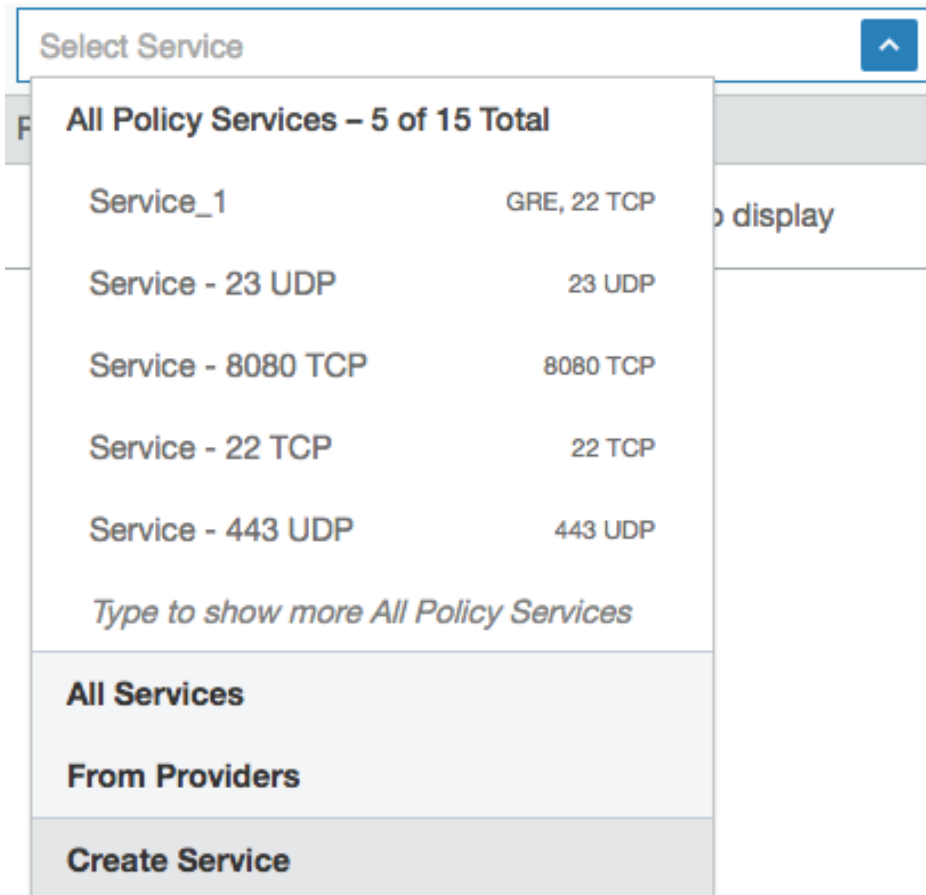 Select Service
All Policy Services – 5 of 15 Total
Service_1 GRE, 22 TCP
display
Service - 23 UDP 23 UDP
Service - 8080 TCP 8080 TCP
Service - 22 TCP 22 TCP
Service - 443 UDP 443 UDP
Type to show more All Policy Services
All Services
From Providers
Create Service